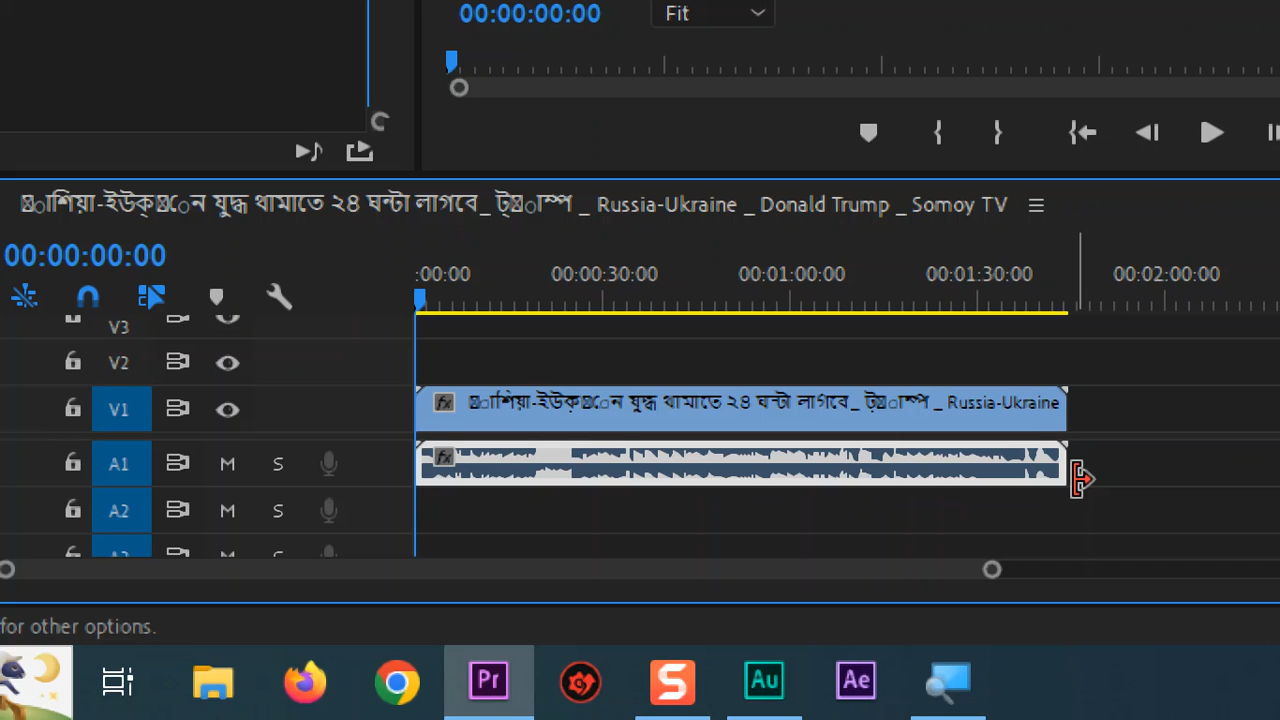 00:00:00:00
Fit
যুদ্ধ থামাতে ২৪ ঘন্টা লাগবে_ _ Russia-Ukraine _ Donald Trump _ Somoy TV
00:00:00:00
:00:00 00:00:30:00 00:01:00:00 00:01:30:00 00:02:00:00
V3
V2
V1 fx যুদ্ধ থামাতে ২৪ ঘন্টা লাগবে_ _ Russia-Ukraine
A1 M S fx
A2 M S
for other options.
Pr S Au Ae